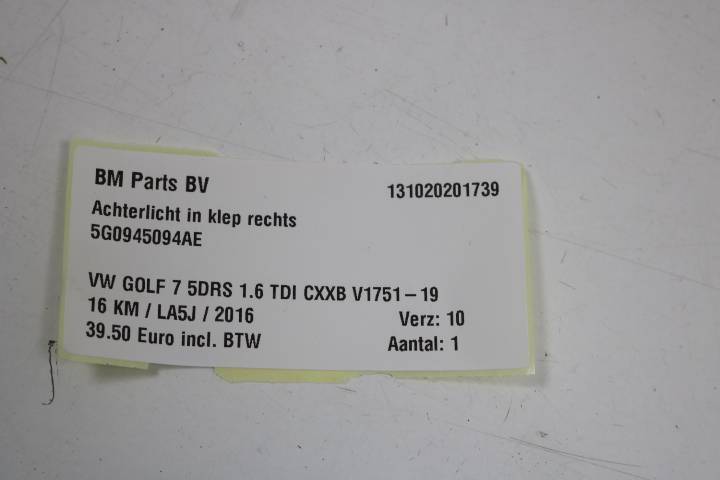 BM Parts BV 131020201739
Achterlicht in klep rechts
5G0945094AE
VW GOLF 7 5DRS 1.6 TDI CXXB V1751-19
16 KM / LA5J / 2016 Verz: 10
39.50 Euro incl. BTW Aantal: 1